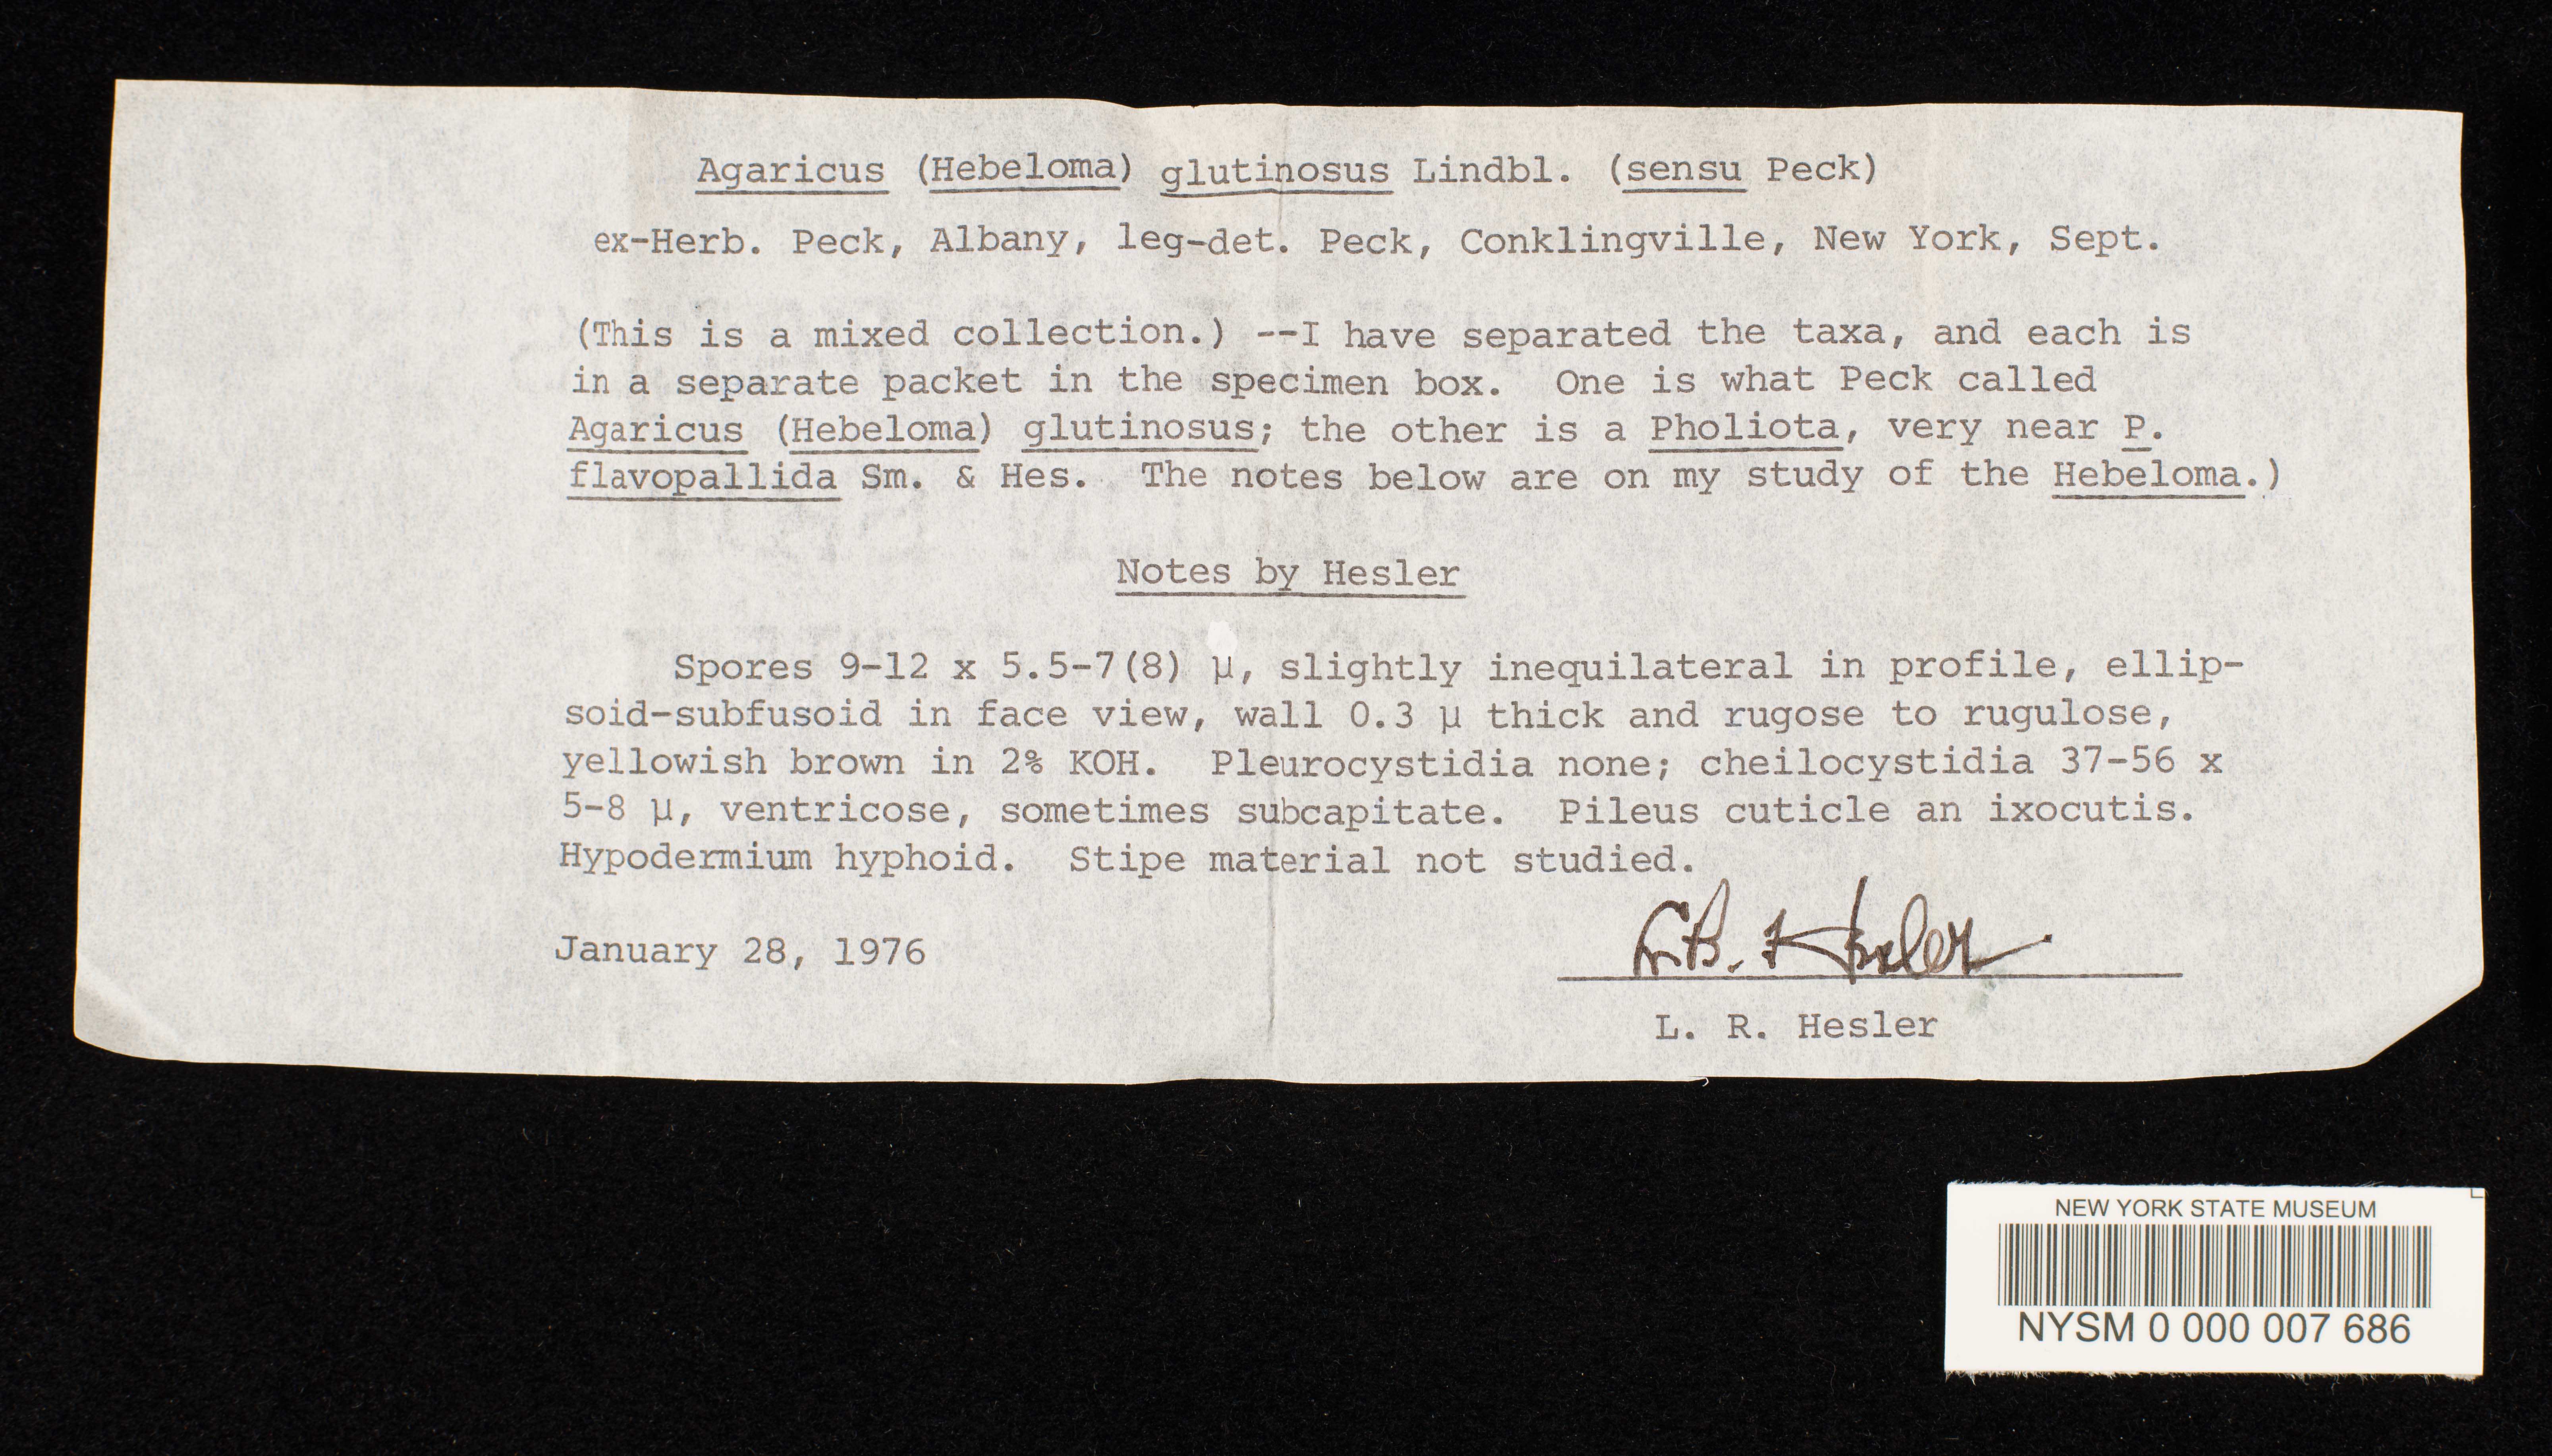 Agaricus (Hebeloma) glutinosus Lindbl. (sensu Peck)
ex-Herb. Peck, Albany, leg-det. Peck, Conklingville, New York, Sept.
(This is a mixed collection.) --I have separated the taxa, and each is
in a separate packet in the specimen box. One is what Peck called
Agaricus (Hebeloma) glutinosus; the other is a Pholiota, very near P.
flavopallida Sm. & Hes. The notes below are on my study of the Hebeloma.)
Notes by Hesler
Spores 9-12 x 5.5-7(8) µ, slightly inequilateral in profile, ellip-
soid-subfusoid in face view, wall 0.3 µ thick and rugose to rugulose,
yellowish brown in 2% KOH. Pleurocystidia none; cheilocystidia 37-56 x
5-8 µ, ventricose, sometimes subcapitate. Pileus cuticle an ixocutis.
Hypodermium hyphoid. Stipe material not studied.
January 28, 1976
L. R. Hesler
L. R. Hesler
NEW YORK STATE MUSEUM
NYSM 0 000 007 686